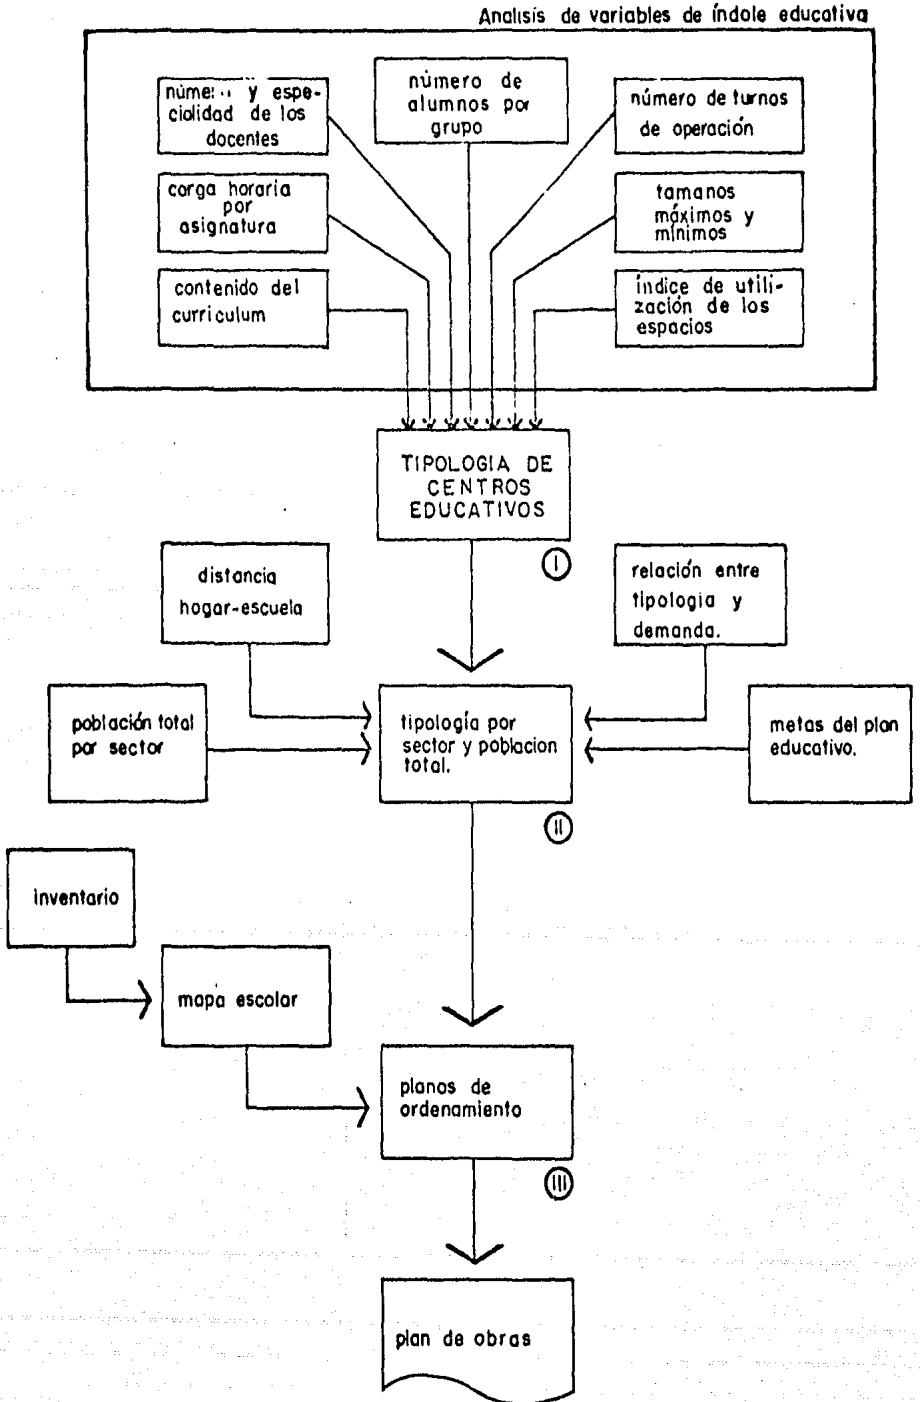 Analisis de variables de índole educativa
número de
alumnos por
grupo
y espe-
cialidad de los
docentes
número de turnos
de operación
carga horaria
por
asignatura
tamanos
máximos y
mínimos
contenido del
curriculum
índice de utili-
zación de los
espacios
TIPOLOGIA DE
CENTROS
EDUCATIVOS
I
distancia
hogar-escuela
relación entre
tipología y
demanda.
población total
por sector
tipología por
sector y poblacion
total.
metas del plan
educativo.
II
inventario
mapa escolar
planos de
ordenamiento
III
plan de obras